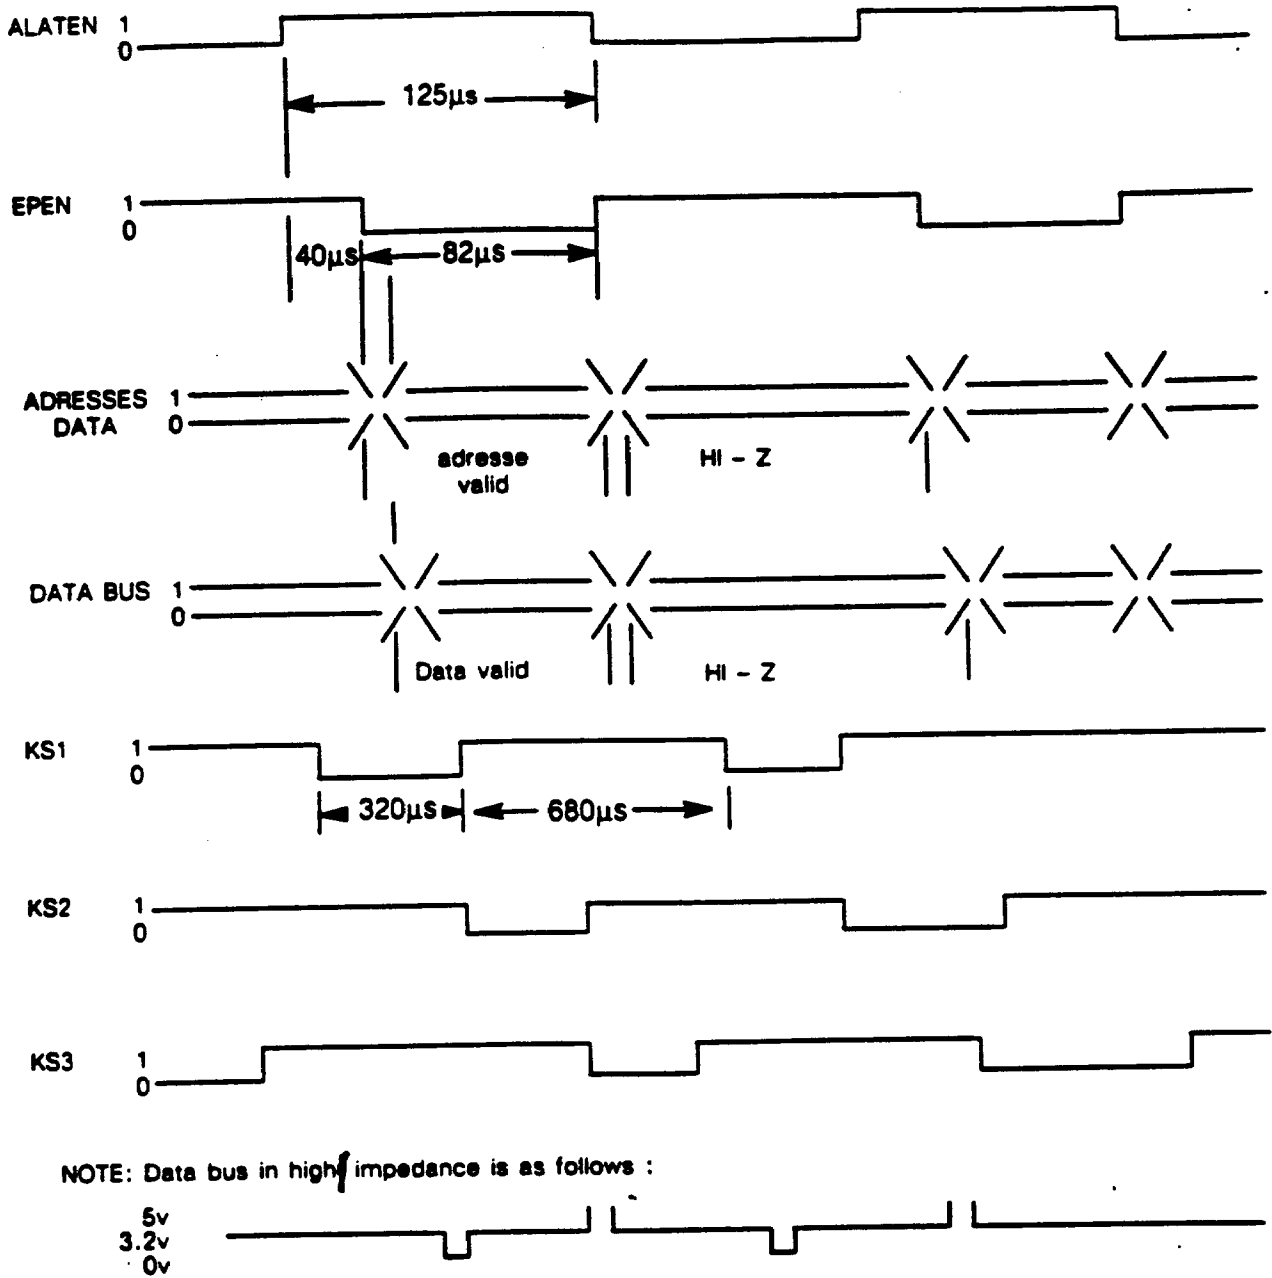 ALATEN 1
0
125µs
EPEN 1
0
40µs 82µs
ADRESSES 1
DATA 0
adresse
valid
HI - Z
DATA BUS 1
0
Data valid
HI - Z
KS1 1
0
320µs 680µs
KS2 1
0
KS3 1
0
NOTE: Data bus in high impedance is as follows :
5v
3.2v
0v